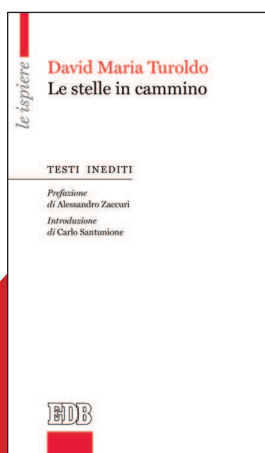 le ispiere
David Maria Turoldo
Le stelle in cammino
TESTI INEDITI
Prefazione
di Alessandro Zaccuri
Introduzione
di Carlo Santunione
EDB